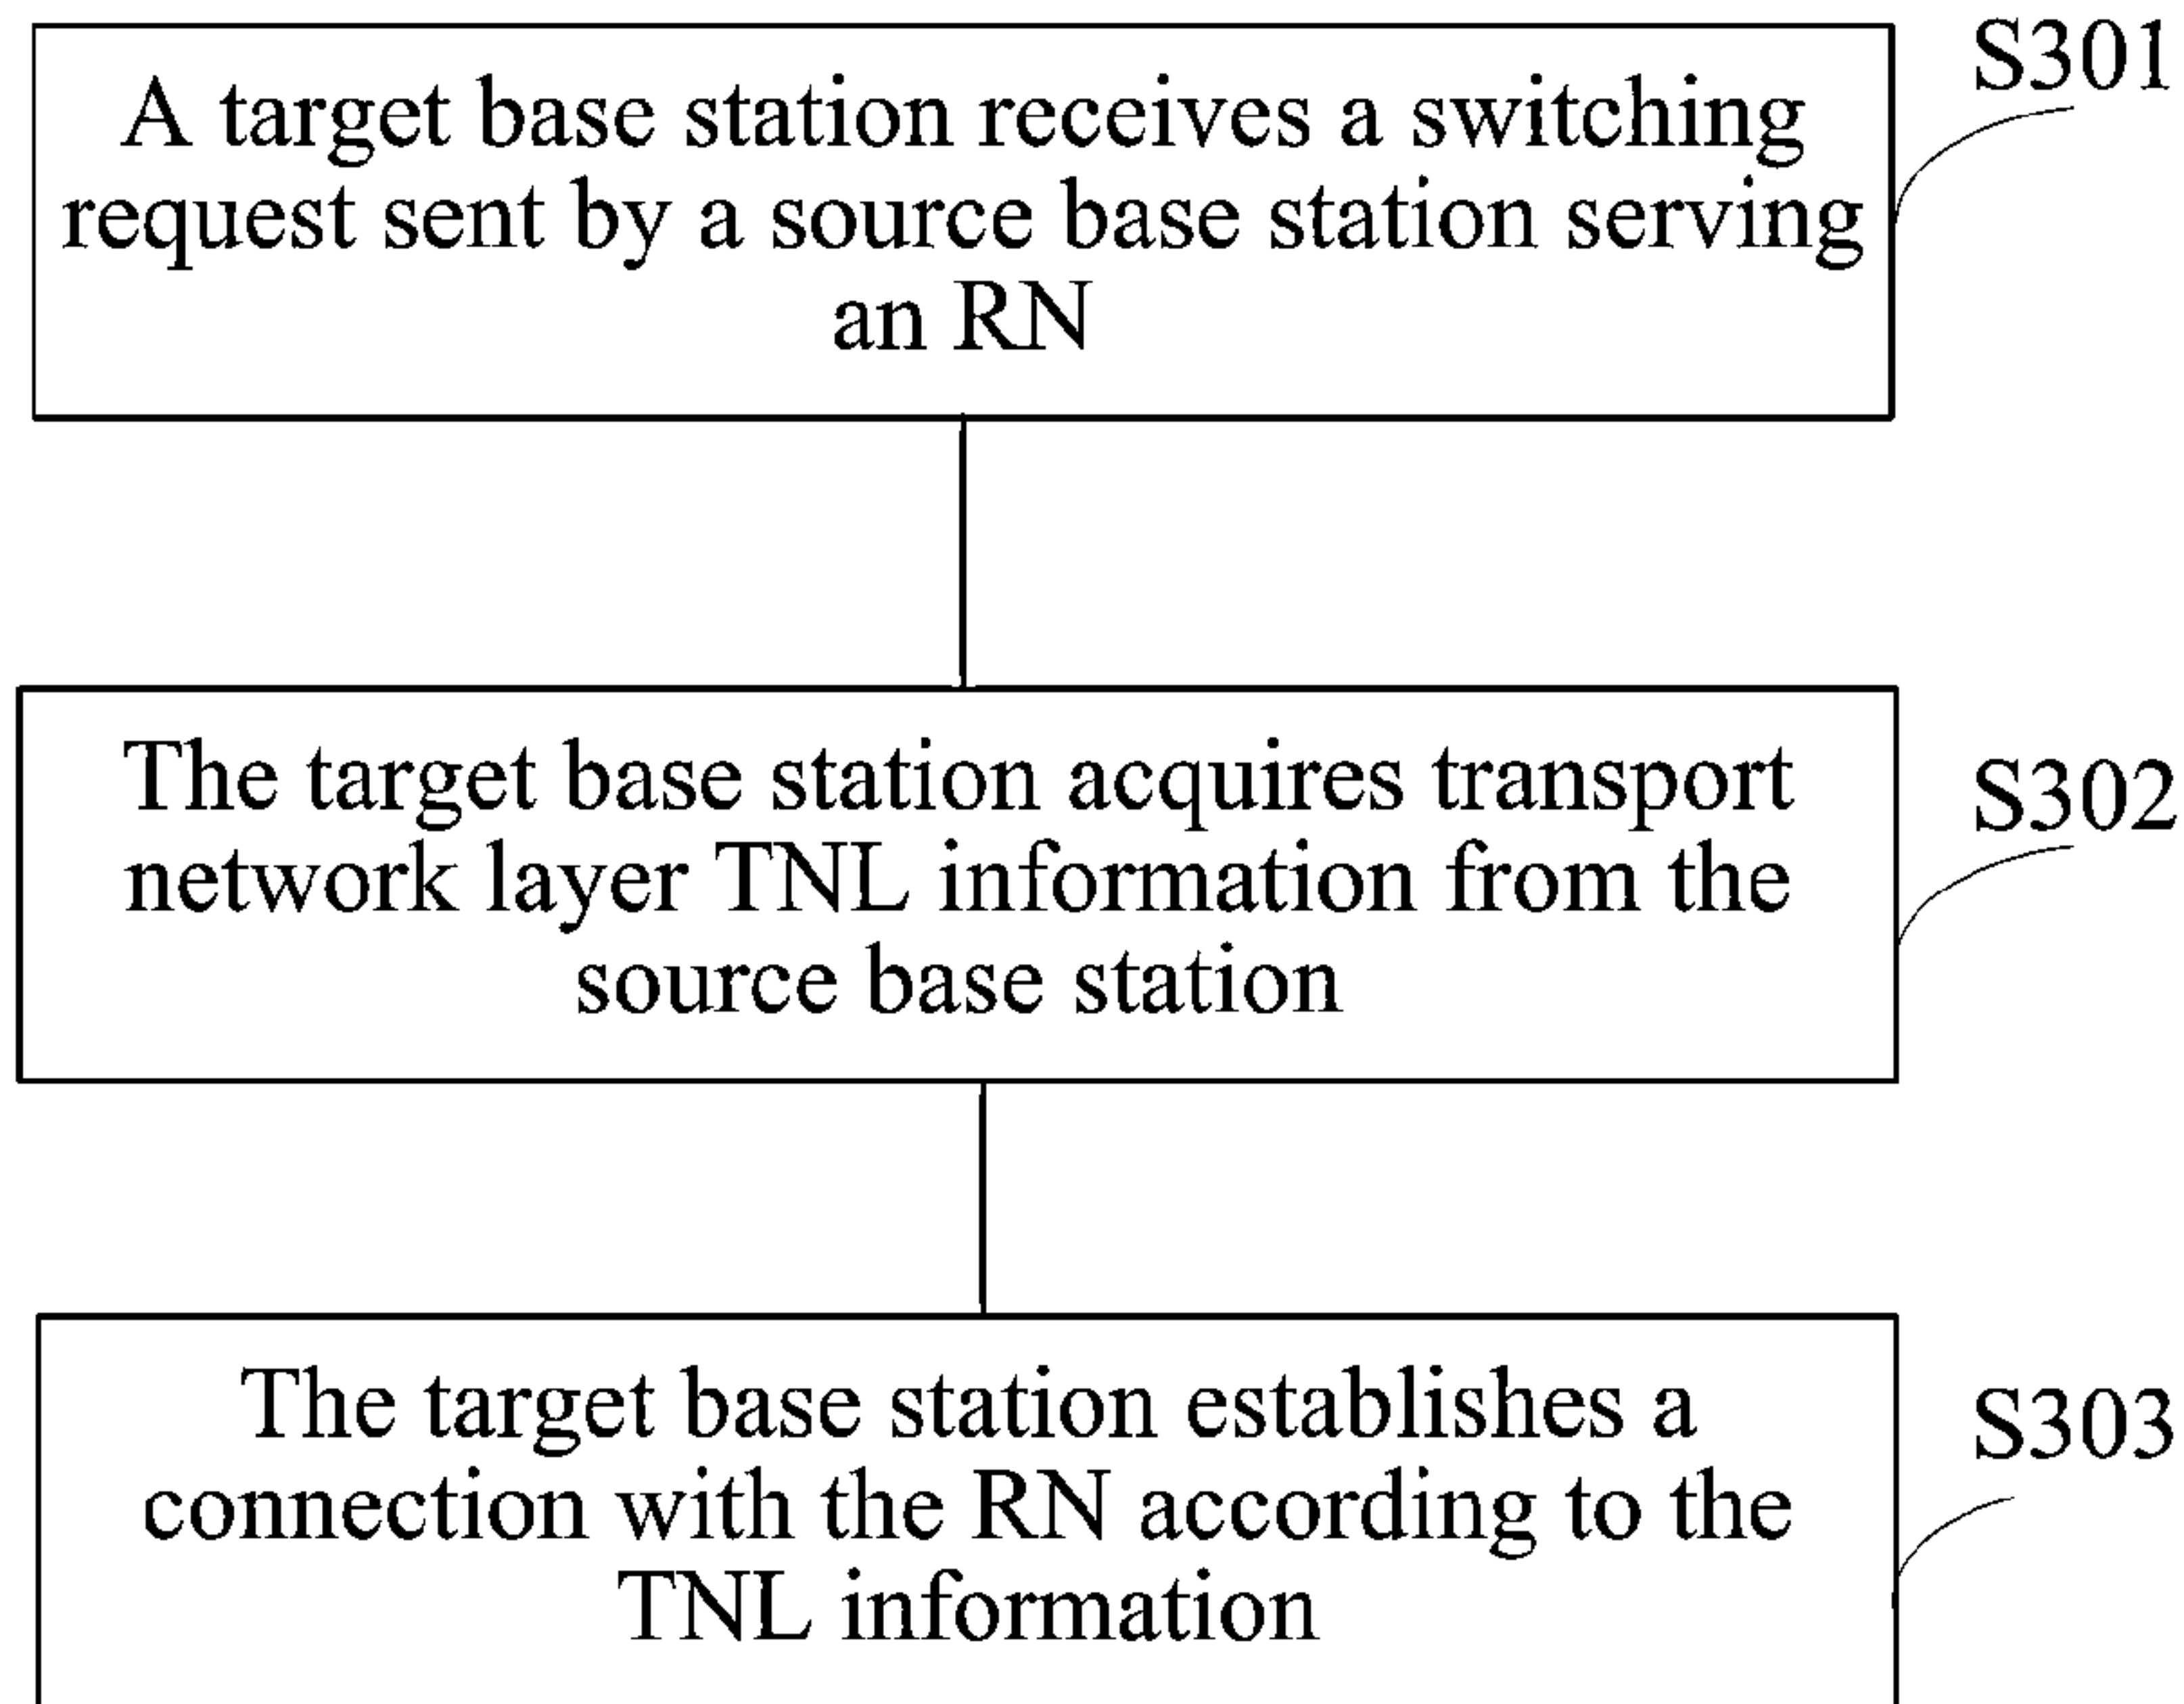 S301
A target base station receives a switching
request sent by a source base station serving
an RN
The target base station acquires transport
network layer TNL information from the
source base station
S302
The target base station establishes a
connection with the RN according to the
TNL information
S303